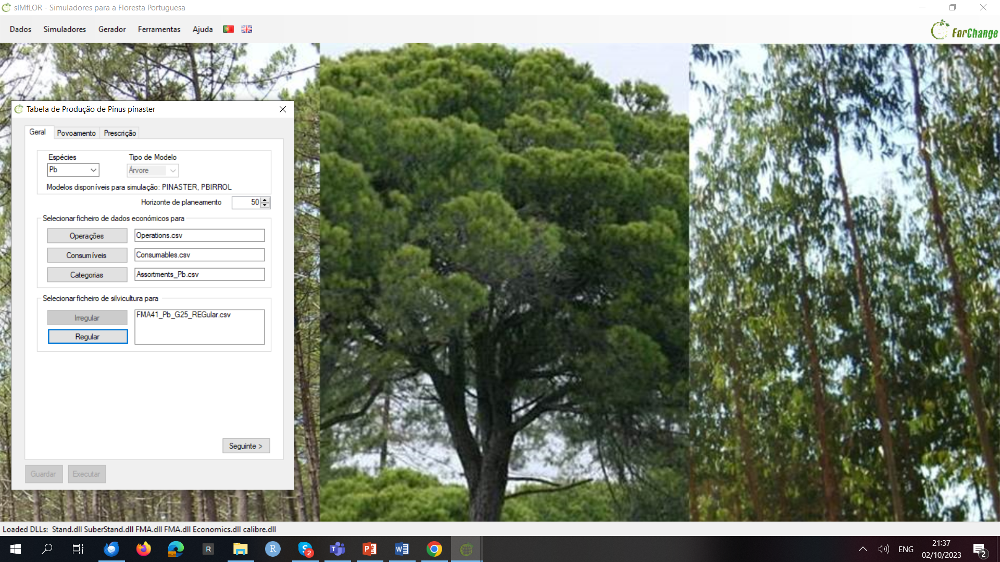 sIMfLOR - Simuladores para a Floresta Portuguesa
Dados Simuladores Gerador Ferramentas Ajuda
ForChange
Tabela de Produção de Pinus pinaster
Geral Povoamento Prescrição
Espécies Tipo de Modelo
Pb Árvore
Modelos disponíveis para simulação: PINASTER, PBIRROL
Horizonte de planeamento 50
Selecionar ficheiro de dados económicos para
Operações Operations.csv
Consumíveis Consumables.csv
Categorias Assortments_Pb.csv
Selecionar ficheiro de silvicultura para
Irregular FMA41_Pb_G25_REGular.csv
Regular
Seguinte >
Guardar Executar
Loaded DLLs: Stand.dll SuberStand.dll FMA.dll FMA.dll Economics.dll calibre.dll
R R S 2 T P W ENG 21:37
02/10/2023 2